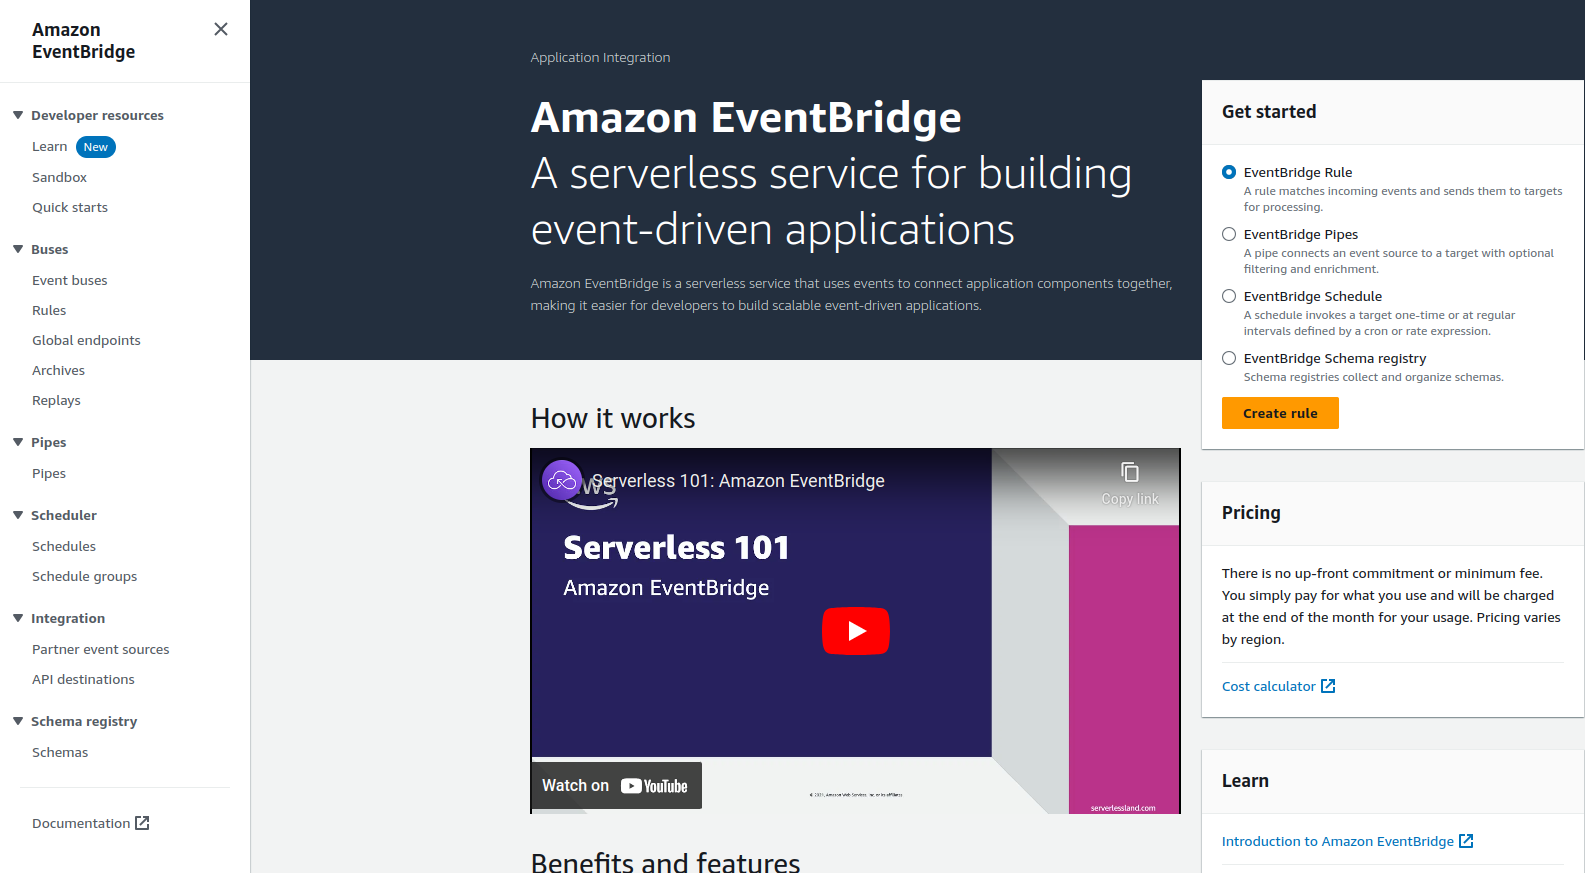 Amazon
EventBridge
Developer resources
Learn New
Sandbox
Quick starts
Buses
Event buses
Rules
Global endpoints
Archives
Replays
Pipes
Pipes
Scheduler
Schedules
Schedule groups
Integration
Partner event sources
API destinations
Schema registry
Schemas
Documentation
Application Integration
Amazon EventBridge
A serverless service for building
event-driven applications
Amazon EventBridge is a serverless service that uses events to connect application components together,
making it easier for developers to build scalable event-driven applications.
How it works
Serverless 101: Amazon EventBridge
aws
Copy link
Serverless 101
Amazon EventBridge
Watch on YouTube
© 2021, Amazon Web Services, Inc. or its affiliates
serverlessland.com
Benefits and features
Get started
EventBridge Rule
A rule matches incoming events and sends them to targets
for processing.
EventBridge Pipes
A pipe connects an event source to a target with optional
filtering and enrichment.
EventBridge Schedule
A schedule invokes a target one-time or at regular
intervals defined by a cron or rate expression.
EventBridge Schema registry
Schema registries collect and organize schemas.
Create rule
Pricing
There is no up-front commitment or minimum fee.
You simply pay for what you use and will be charged
at the end of the month for your usage. Pricing varies
by region.
Cost calculator
Learn
Introduction to Amazon EventBridge